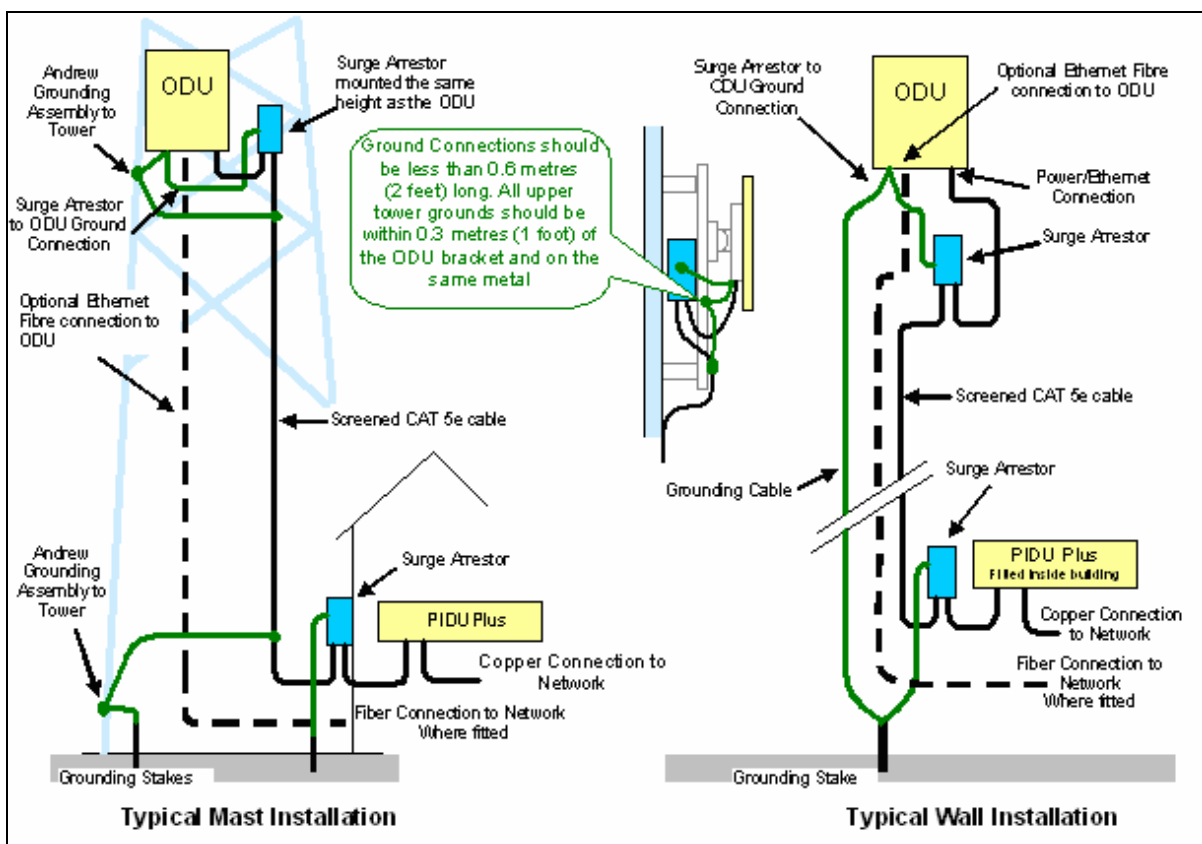 Andrew
Grounding
Assembly to
Tower
ODU
Surge Arrestor
mounted the same
height as the ODU
Surge Arrestor
to ODU Ground
Connection
Ground Connections should
be less than 0.6 metres
(2 feet) long. All upper
tower grounds should be
within 0.3 metres (1 foot) of
the ODU bracket and on the
same metal
Optional Ethernet
Fibre connection to
ODU
Screened CAT 5e cable
Andrew
Grounding
Assembly to
Tower
Surge Arrestor
PIDU Plus
Copper Connection to
Network
Fiber Connection to Network
Where fitted
Grounding Stakes
Typical Mast Installation
Surge Arrestor to
ODU Ground
Connection
ODU
Optional Ethernet Fibre
connection to ODU
Power/Ethernet
Connection
Surge Arrestor
Screened CAT 5e cable
Grounding Cable
Surge Arrestor
PIDU Plus
Fitted inside building
Copper Connection
to Network
Fiber Connection to
Network
Where fitted
Grounding Stake
Typical Wall Installation